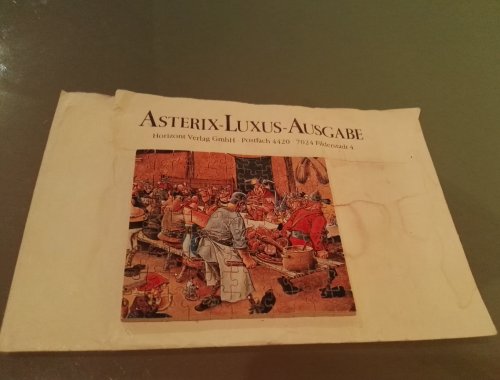 ASTERIX-LUXUS-AUSGABE
Horizont Verlag GmbH Postfach 4420 7024 Filderstadt 4